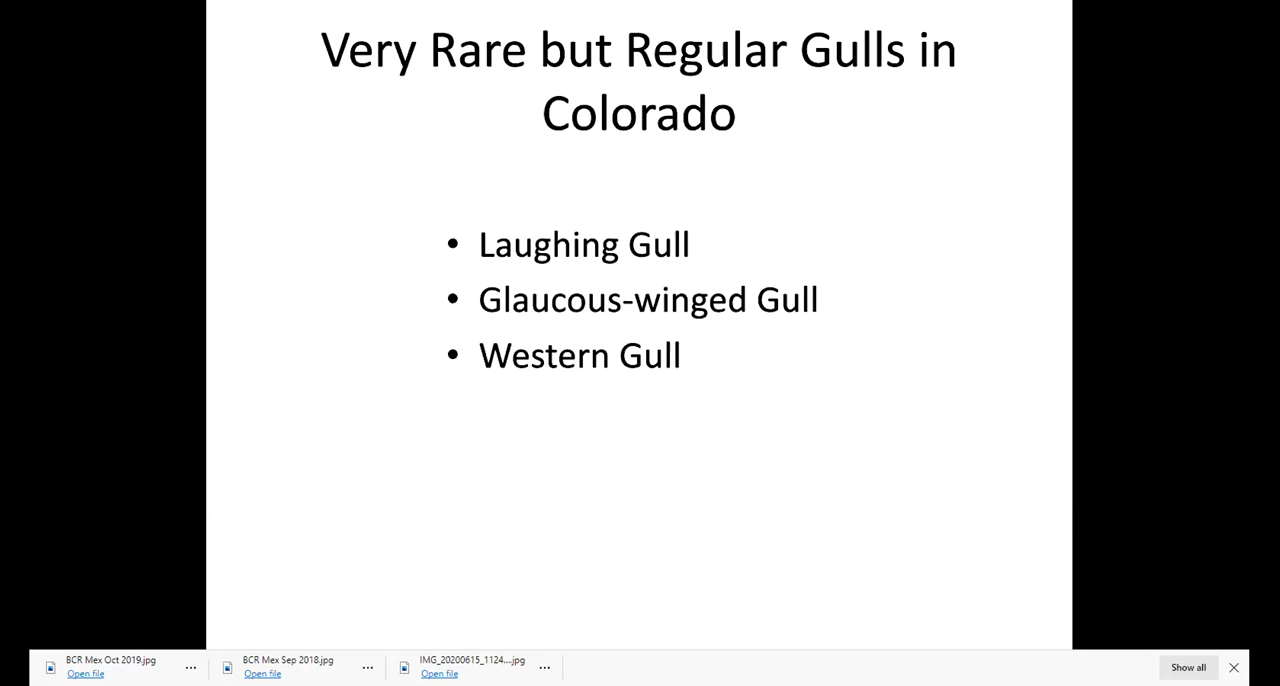 Very Rare but Regular Gulls in
Colorado
• Laughing Gull
• Glaucous-winged Gull
• Western Gull
BCR Mex Oct 2019.jpg
Open file
BCR Mex Sep 2018.jpg
Open file
IMG_20200615_1124....jpg
Open file
Show all